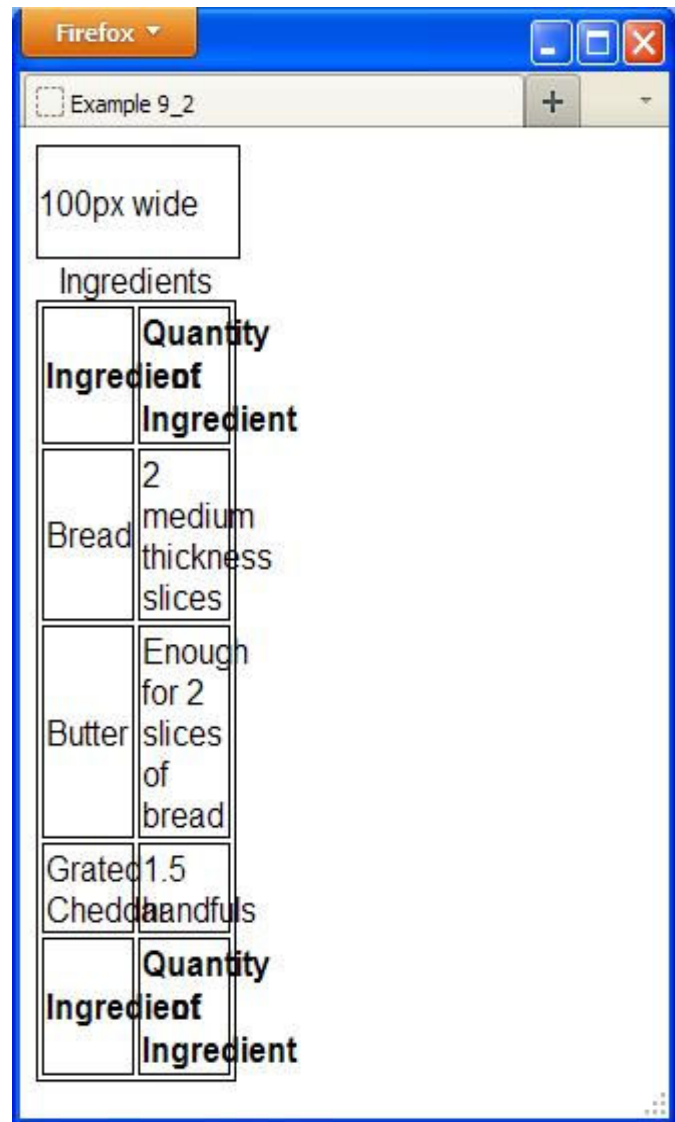 Firefox
Example 9_2
100px wide
Ingredients
Ingredient
Quantity
of
Ingredient
Bread
2
medium
thickness
slices
Butter
Enough
for 2
slices
of
bread
Grated
Cheddar
1.5
handfuls
Ingredient
Quantity
of
Ingredient